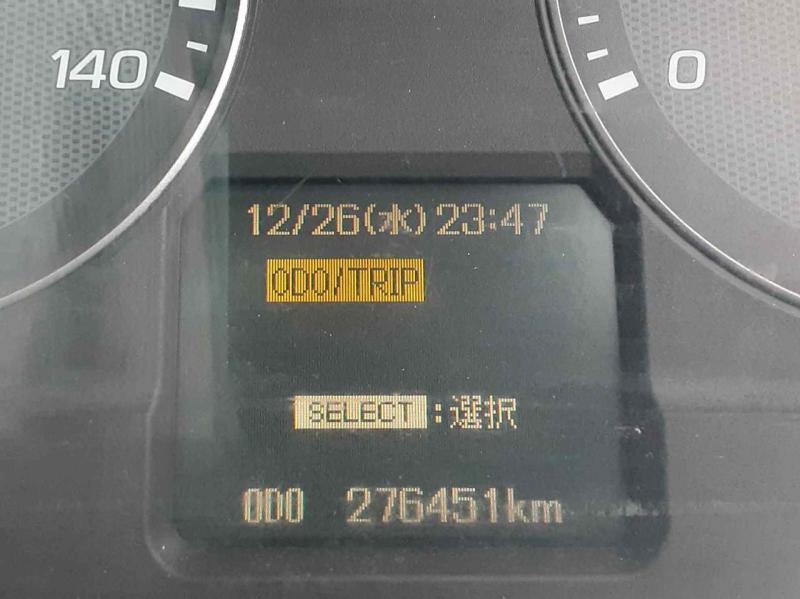 140
0
12/26(水)23:47
ODO/TRIP
SELECT:選択
ODO 276451km